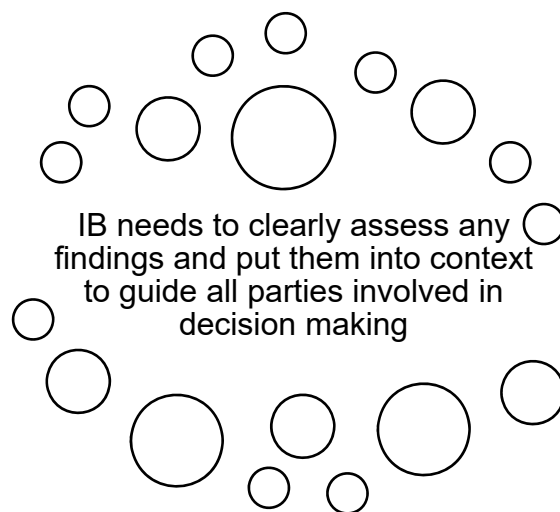 IB needs to clearly assess any
findings and put them into context
to guide all parties involved in
decision making